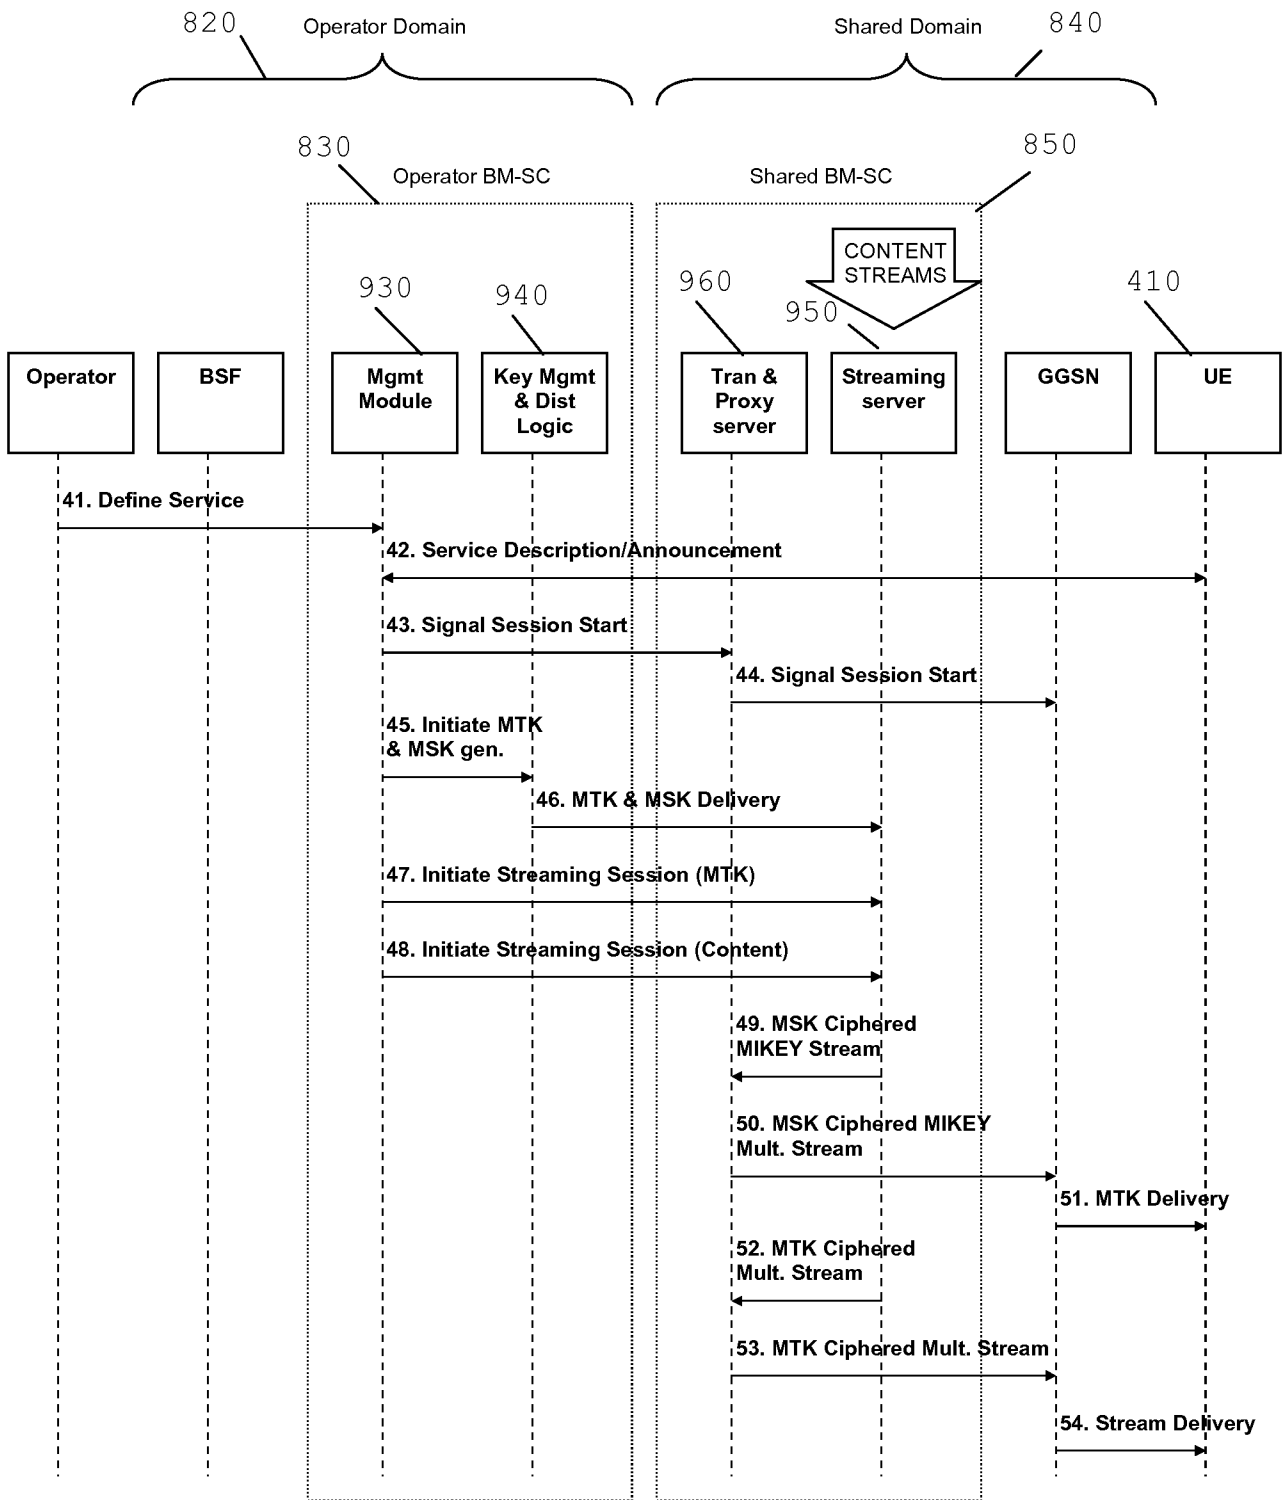 820
Operator Domain
Shared Domain
840
830
850
Operator BM-SC
Shared BM-SC
CONTENT
STREAMS
930
940
960
950
410
Operator
BSF
Mgmt
Module
Key Mgmt
& Dist
Logic
Tran &
Proxy
server
Streaming
server
GGSN
UE
41. Define Service
42. Service Description/Announcement
43. Signal Session Start
44. Signal Session Start
45. Initiate MTK
& MSK gen.
46. MTK & MSK Delivery
47. Initiate Streaming Session (MTK)
48. Initiate Streaming Session (Content)
49. MSK Ciphered
MIKEY Stream
50. MSK Ciphered MIKEY
Mult. Stream
51. MTK Delivery
52. MTK Ciphered
Mult. Stream
53. MTK Ciphered Mult. Stream
54. Stream Delivery